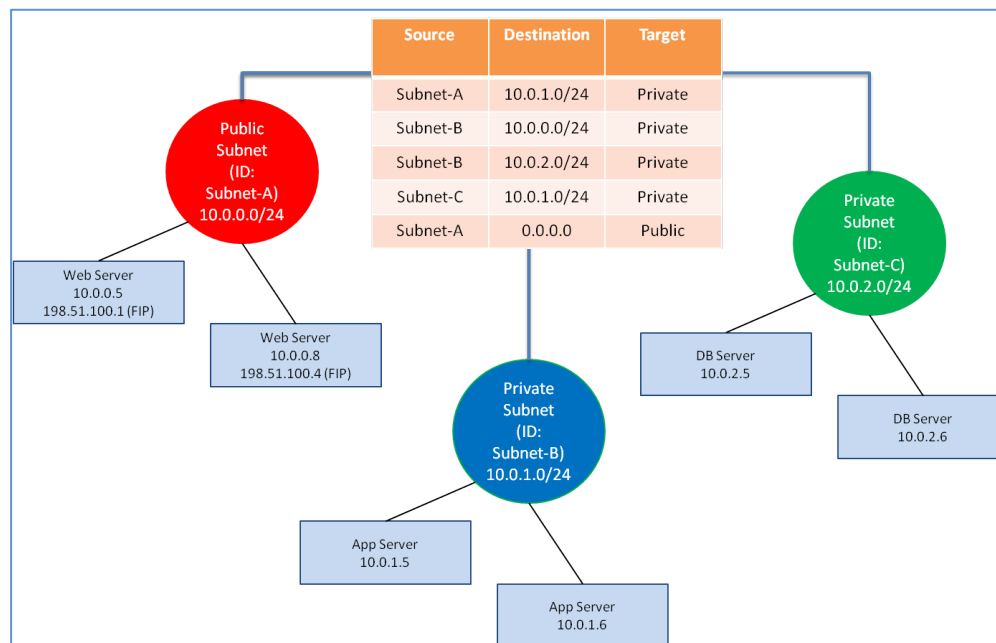 Source Destination Target
Subnet-A 10.0.1.0/24 Private
Subnet-B 10.0.0.0/24 Private
Subnet-B 10.0.2.0/24 Private
Subnet-C 10.0.1.0/24 Private
Subnet-A 0.0.0.0 Public
Public
Subnet
(ID:
Subnet-A)
10.0.0.0/24
Web Server
10.0.0.5
198.51.100.1 (FIP)
Web Server
10.0.0.8
198.51.100.4 (FIP)
Private
Subnet
(ID:
Subnet-B)
10.0.1.0/24
App Server
10.0.1.5
App Server
10.0.1.6
Private
Subnet
(ID:
Subnet-C)
10.0.2.0/24
DB Server
10.0.2.5
DB Server
10.0.2.6